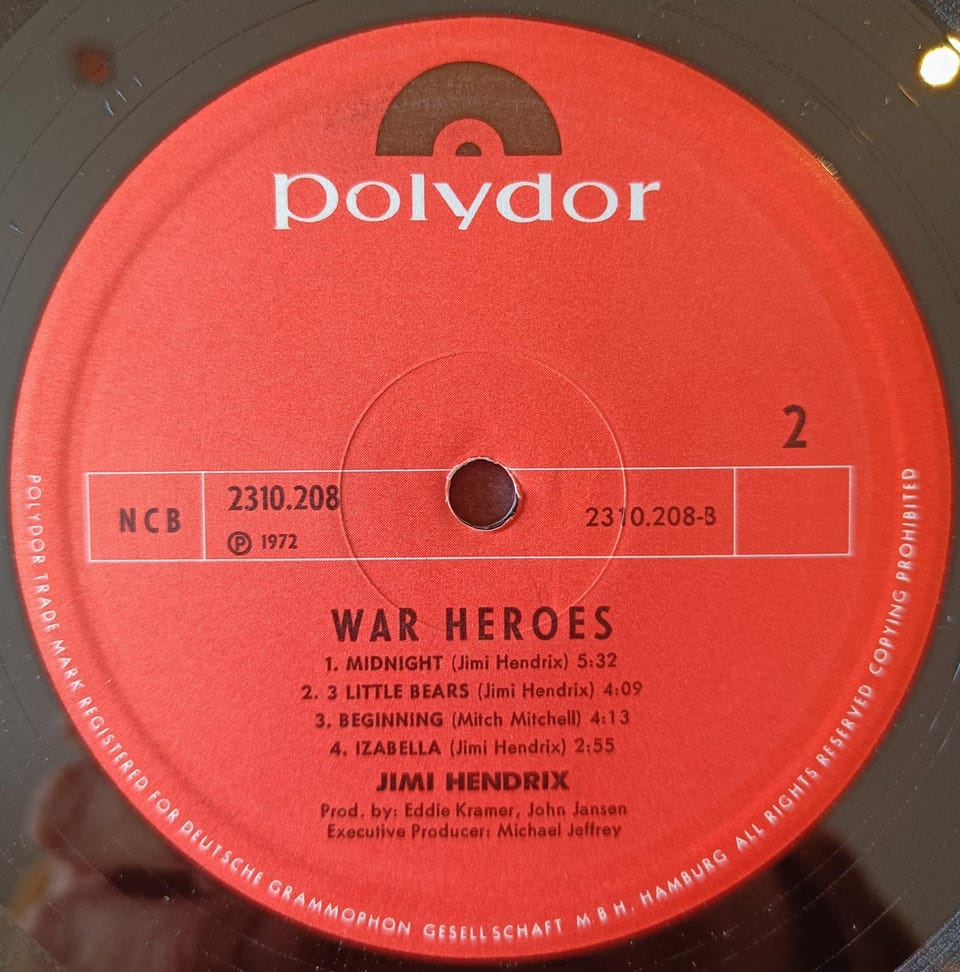 polydor
2
NCB
2310.208
Ⓟ 1972
2310.208-B
WAR HEROES
1. MIDNIGHT (Jimi Hendrix) 5:32
2. 3 LITTLE BEARS (Jimi Hendrix) 4:09
3. BEGINNING (Mitch Mitchell) 4:13
4. IZABELLA (Jimi Hendrix) 2:55
JIMI HENDRIX
Prod. by: Eddie Kramer, John Jansen
Executive Producer: Michael Jeffrey
POLYDOR TRADE MARK REGISTERED FOR DEUTSCHE GRAMMOPHON GESELLSCHAFT M B H, HAMBURG ALL RIGHTS RESERVED COPYING PROHIBITED